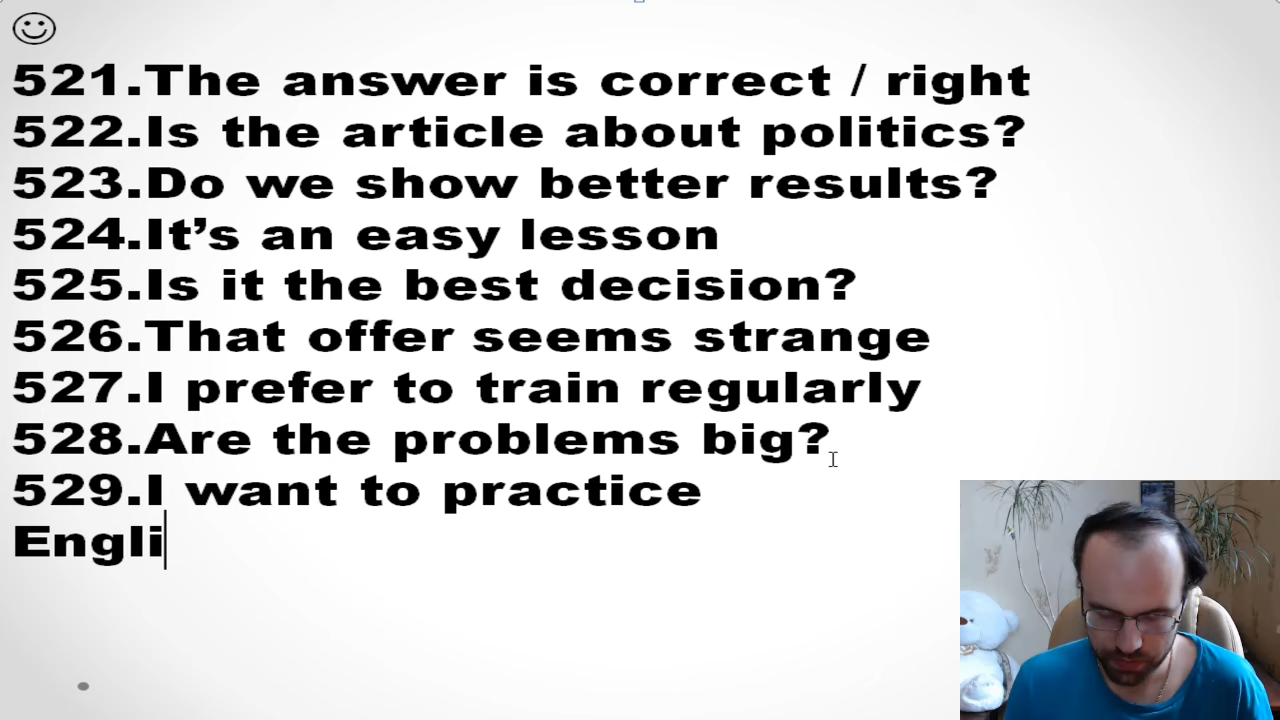 521.The answer is correct / right
522.Is the article about politics?
523.Do we show better results?
524.It’s an easy lesson
525.Is it the best decision?
526.That offer seems strange
527.I prefer to train regularly
528.Are the problems big?
529.I want to practice
Engli